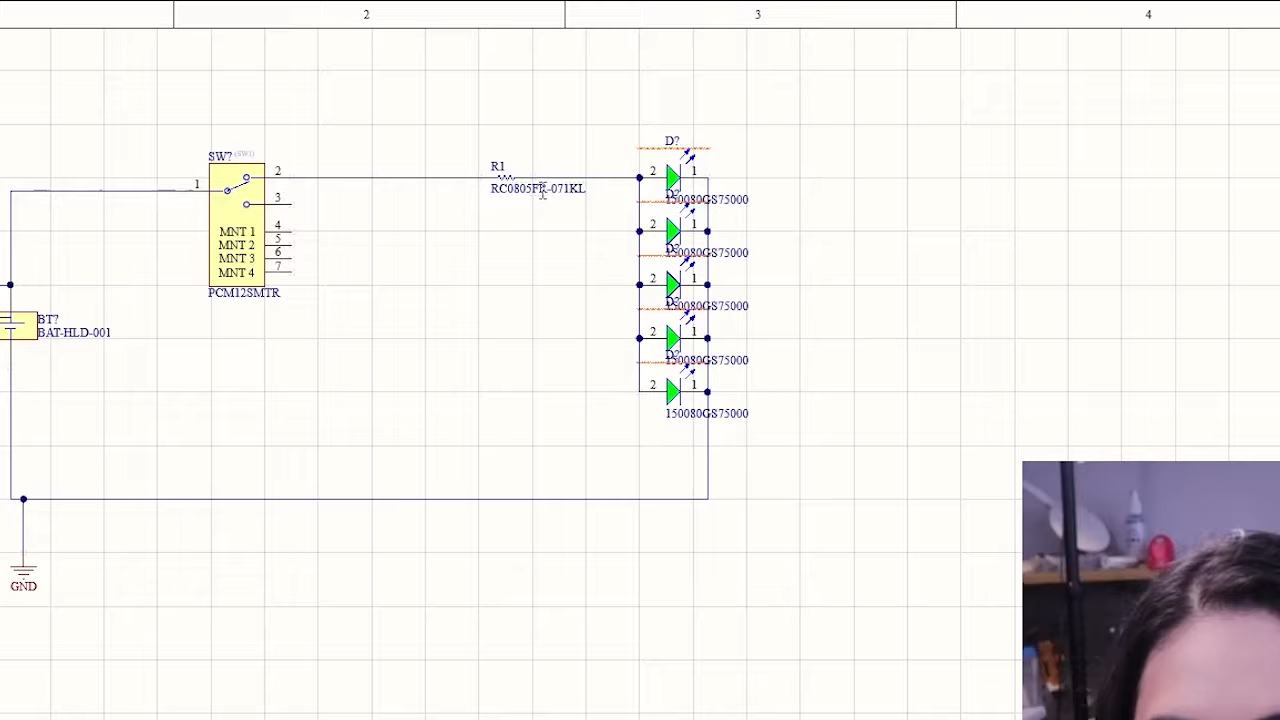 2
3
4
D?
SW? (SW1)
R1
2
2
1
1
RC0805FR-071KL
3
150080GS75000
D?
2
1
MNT 1
4
MNT 2
5
MNT 3
6
MNT 4
7
150080GS75000
D?
PCM12SMTR
2
1
150080GS75000
D?
BT?
BAT-HLD-001
2
1
150080GS75000
D?
2
1
150080GS75000
GND